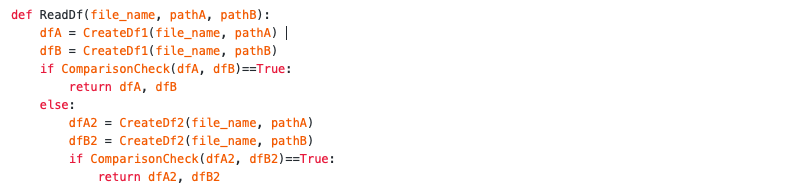 def ReadDf(file_name, pathA, pathB):
    dfA = CreateDf1(file_name, pathA)
    dfB = CreateDf1(file_name, pathB)
    if ComparisonCheck(dfA, dfB)==True:
        return dfA, dfB
    else:
        dfA2 = CreateDf2(file_name, pathA)
        dfB2 = CreateDf2(file_name, pathB)
        if ComparisonCheck(dfA2, dfB2)==True:
            return dfA2, dfB2